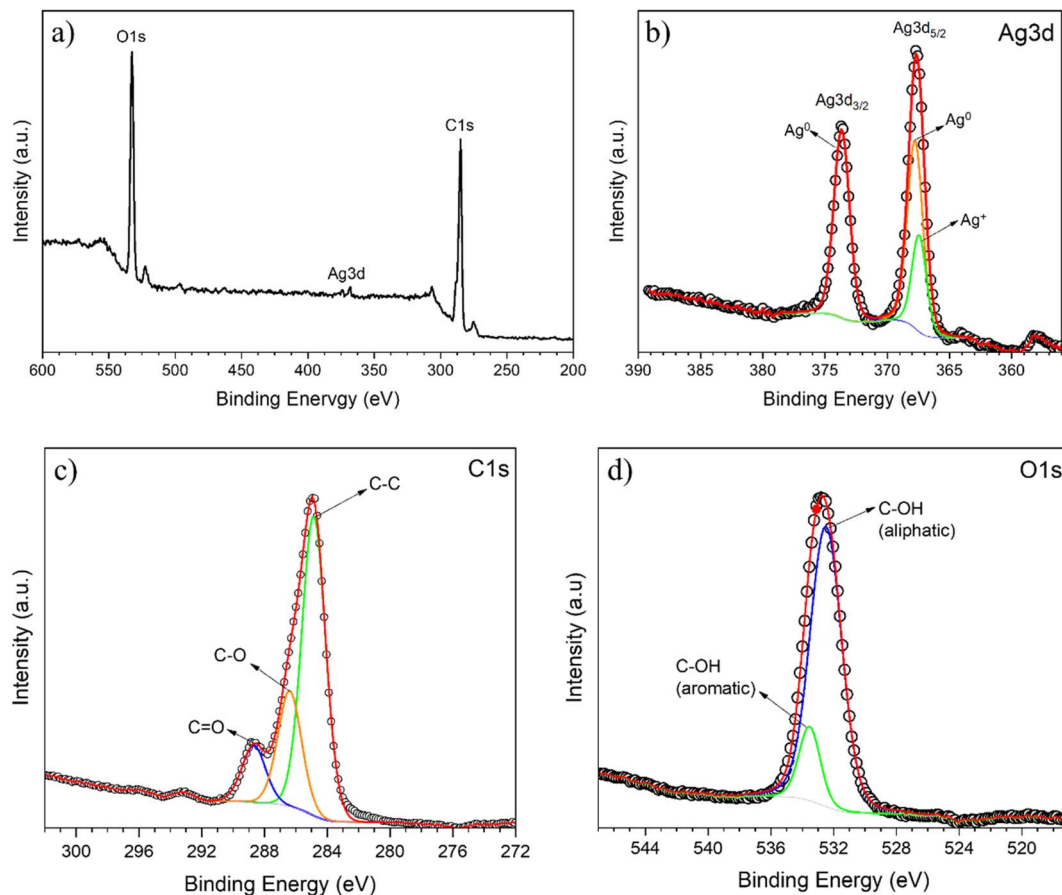 a)
O1s
C1s
Ag3d
Intensity (a.u.)
600 550 500 450 400 350 300 250 200
Binding Enervgy (eV)
b)
Ag3d
Ag3d5/2
Ag3d3/2
Ag⁰
Ag⁰
Ag⁺
Intensity (a.u.)
390 385 380 375 370 365 360
Binding Energy (eV)
c)
C1s
C-C
C-O
C=O
Intensity (a.u.)
300 296 292 288 284 280 276 272
Binding Energy (eV)
d)
O1s
C-OH
(aliphatic)
C-OH
(aromatic)
Intensity (a.u)
544 540 536 532 528 524 520
Binding Energy (eV)